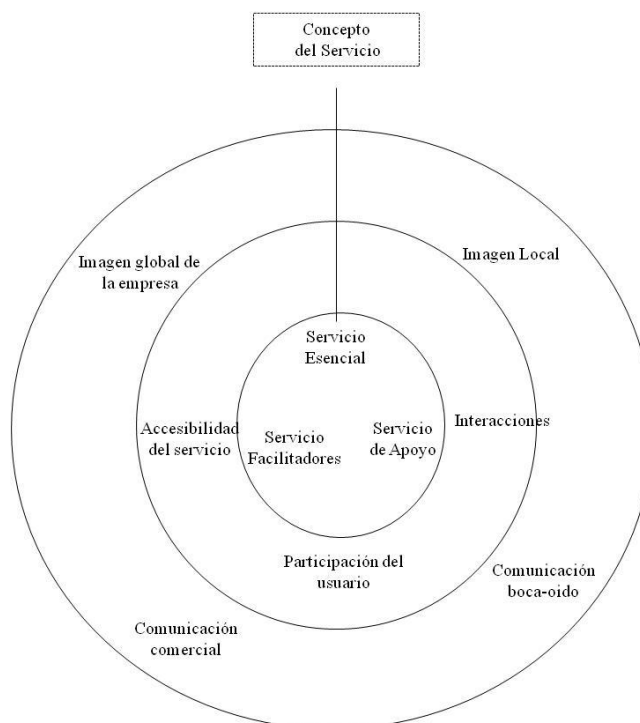 Concepto
del Servicio
Imagen global de
la empresa
Imagen Local
Servicio
Esencial
Accesibilidad
del servicio
Servicio
Facilitadores
Servicio
de Apoyo
Interacciones
Participación del
usuario
Comunicación
boca-oido
Comunicación
comercial